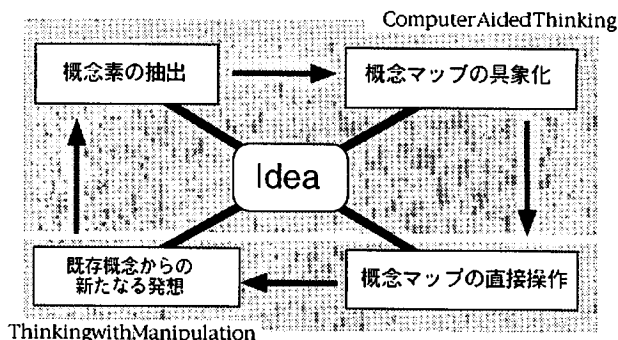 ComputerAidedThinking
概念素の抽出
概念マップの具象化
Idea
既存概念からの
新たなる発想
概念マップの直接操作
ThinkingwithManipulation